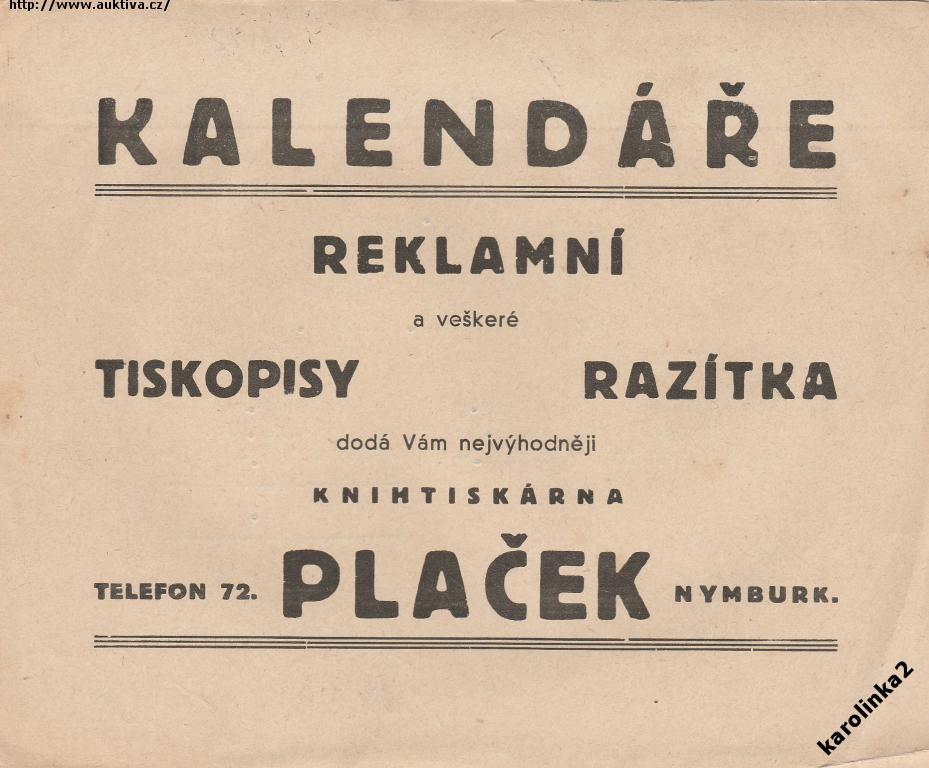 http://www.auktiva.cz/
KALENDÁŘE
REKLAMNÍ
a veškeré
TISKOPISY RAZÍTKA
dodá Vám nejvýhodněji
KNIHTISKÁRNA
TELEFON 72. PLAČEK NYMBURK.
karolinka2